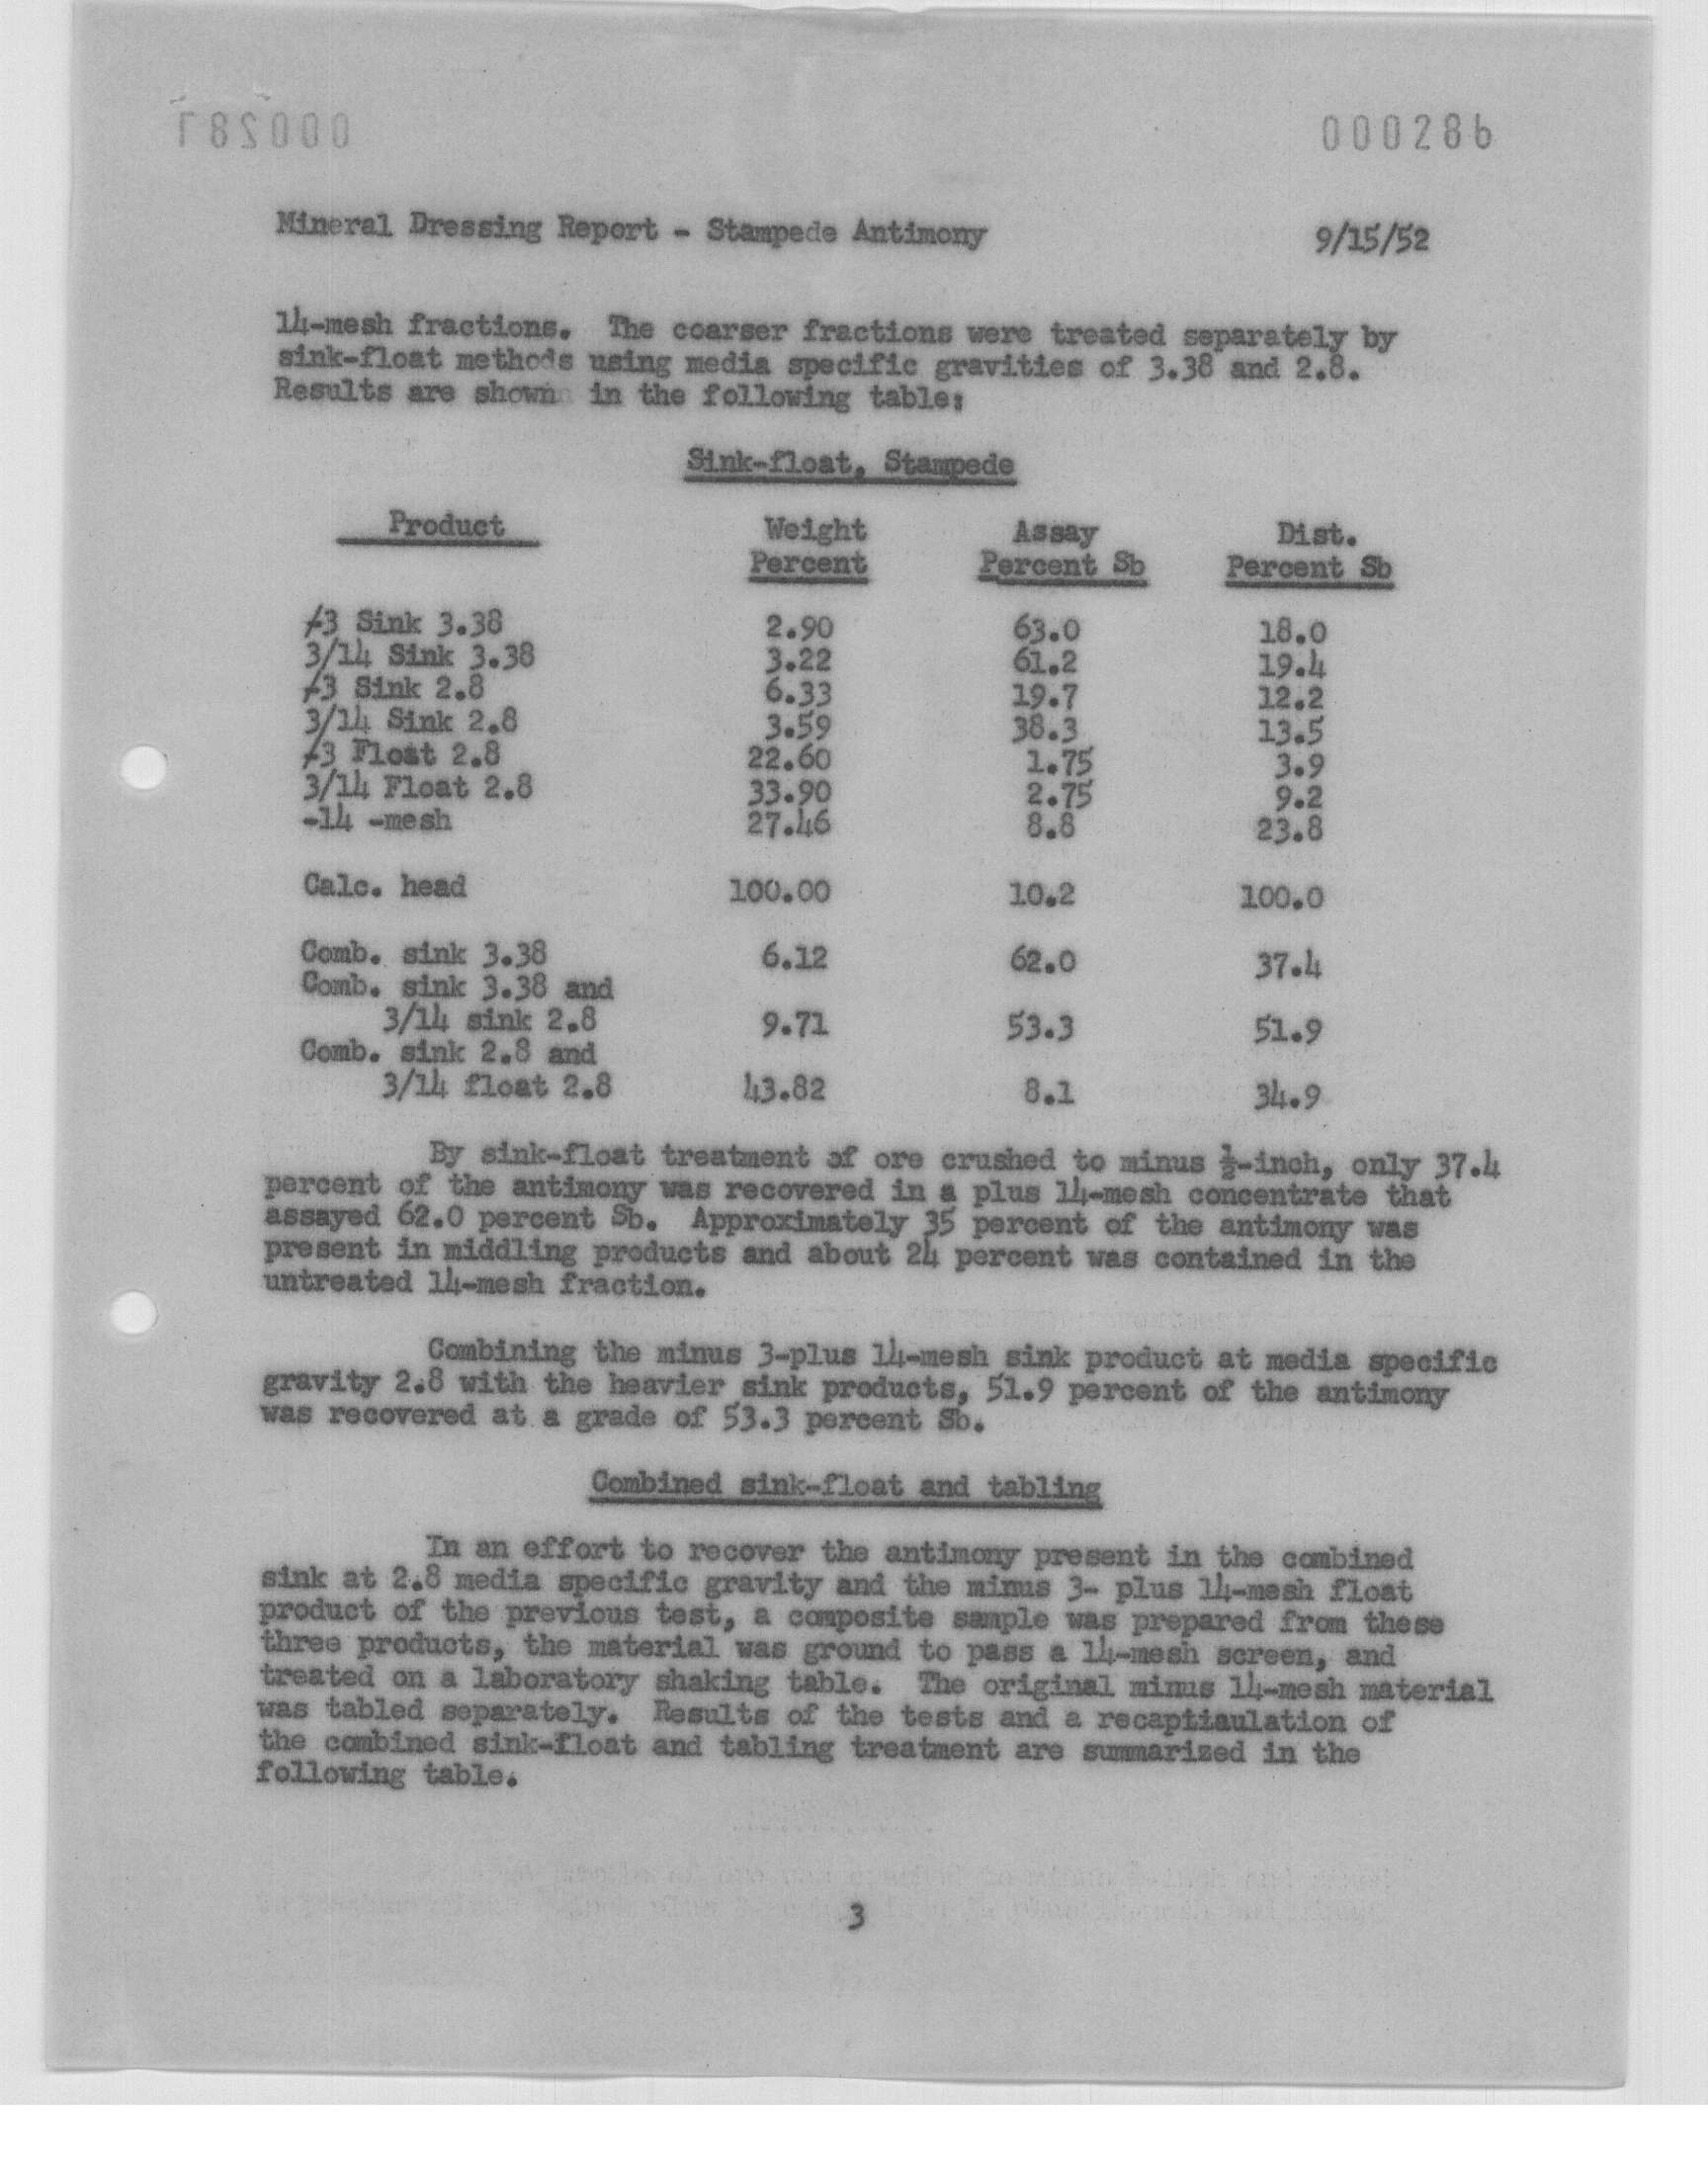 000287
000286
Mineral Dressing Report - Stampede Antimony 9/15/52
14-mesh fractions. The coarser fractions were treated separately by
sink-float methods using media specific gravities of 3.38 and 2.8.
Results are shown in the following table:
Sink-float, Stampede
Product Weight Assay Dist.
Percent Percent Sb Percent Sb
+3 Sink 3.38 2.90 63.0 18.0
3/14 Sink 3.38 3.22 61.2 19.4
+3 Sink 2.8 6.33 19.7 12.2
3/14 Sink 2.8 3.59 38.3 13.5
+3 Float 2.8 22.60 1.75 3.9
3/14 Float 2.8 33.90 2.75 9.2
-14 -mesh 27.46 8.8 23.8
Calc. head 100.00 10.2 100.0
Comb. sink 3.38 6.12 62.0 37.4
Comb. sink 3.38 and
3/14 sink 2.8 9.71 53.3 51.9
Comb. sink 2.8 and
3/14 float 2.8 43.82 8.1 34.9
By sink-float treatment of ore crushed to minus ½-inch, only 37.4
percent of the antimony was recovered in a plus 14-mesh concentrate that
assayed 62.0 percent Sb. Approximately 35 percent of the antimony was
present in middling products and about 24 percent was contained in the
untreated 14-mesh fraction.
Combining the minus 3-plus 14-mesh sink product at media specific
gravity 2.8 with the heavier sink products, 51.9 percent of the antimony
was recovered at a grade of 53.3 percent Sb.
Combined sink-float and tabling
In an effort to recover the antimony present in the combined
sink at 2.8 media specific gravity and the minus 3- plus 14-mesh float
product of the previous test, a composite sample was prepared from these
three products, the material was ground to pass a 14-mesh screen, and
treated on a laboratory shaking table. The original minus 14-mesh material
was tabled separately. Results of the tests and a recaptiaulation of
the combined sink-float and tabling treatment are summarized in the
following table.
3